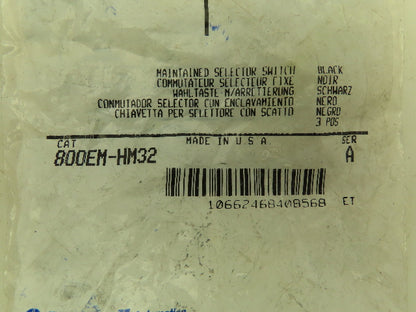 MAINTAINED SELECTOR SWITCH BLACK
COMMUTATEUR SELECTEUR FIXE NOIR
WAHLTASTE M/ARRETIERUNG SCHWARZ
CONMUTADOR SELECTOR CON ENCLAVAMIENTO NERO
CHIAVETTA PER SELETTORE CON SCATTO NEGRO
3 POS
CAT MADE IN U.S.A. SER
800EM-HM32 A
10662468408568 ET